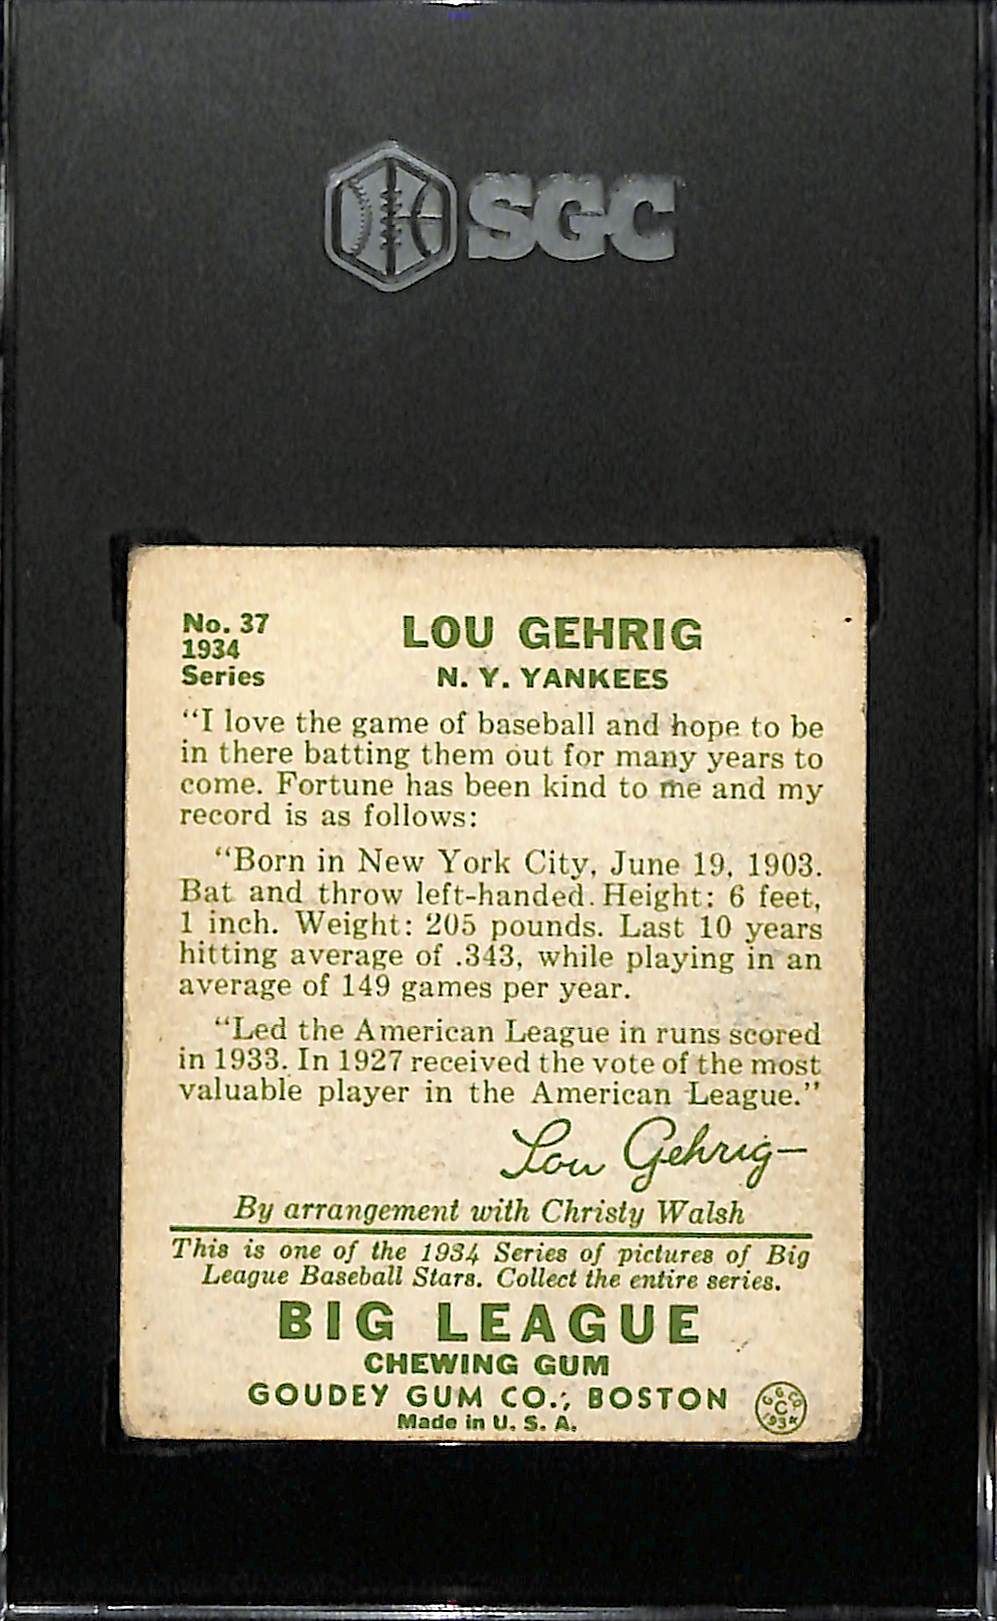 SGC
No. 37
1934
Series
LOU GEHRIG
N. Y. YANKEES
"I love the game of baseball and hope to be
in there batting them out for many years to
come. Fortune has been kind to me and my
record is as follows:
"Born in New York City, June 19, 1903.
Bat and throw left-handed. Height: 6 feet,
1 inch. Weight: 205 pounds. Last 10 years
hitting average of .343, while playing in an
average of 149 games per year.
"Led the American League in runs scored
in 1933. In 1927 received the vote of the most
valuable player in the American League."
Lou Gehrig
By arrangement with Christy Walsh
This is one of the 1934 Series of pictures of Big
League Baseball Stars. Collect the entire series.
BIG LEAGUE
CHEWING GUM
GOUDEY GUM CO., BOSTON
Made in U. S. A.
G G CO.
C
1934